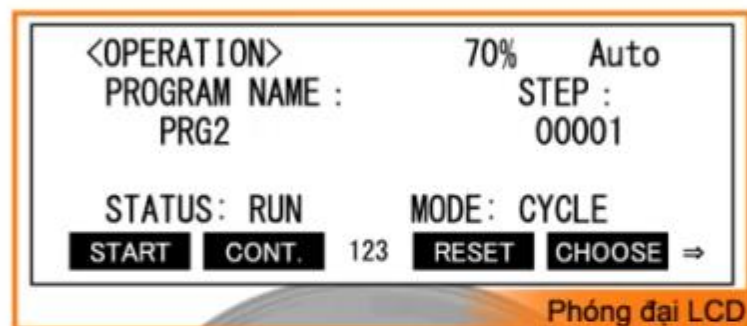 <OPERATION> 70% Auto
PROGRAM NAME : STEP :
PRG2 00001
STATUS: RUN MODE: CYCLE
START CONT. 123 RESET CHOOSE ⇒
Phóng đại LCD